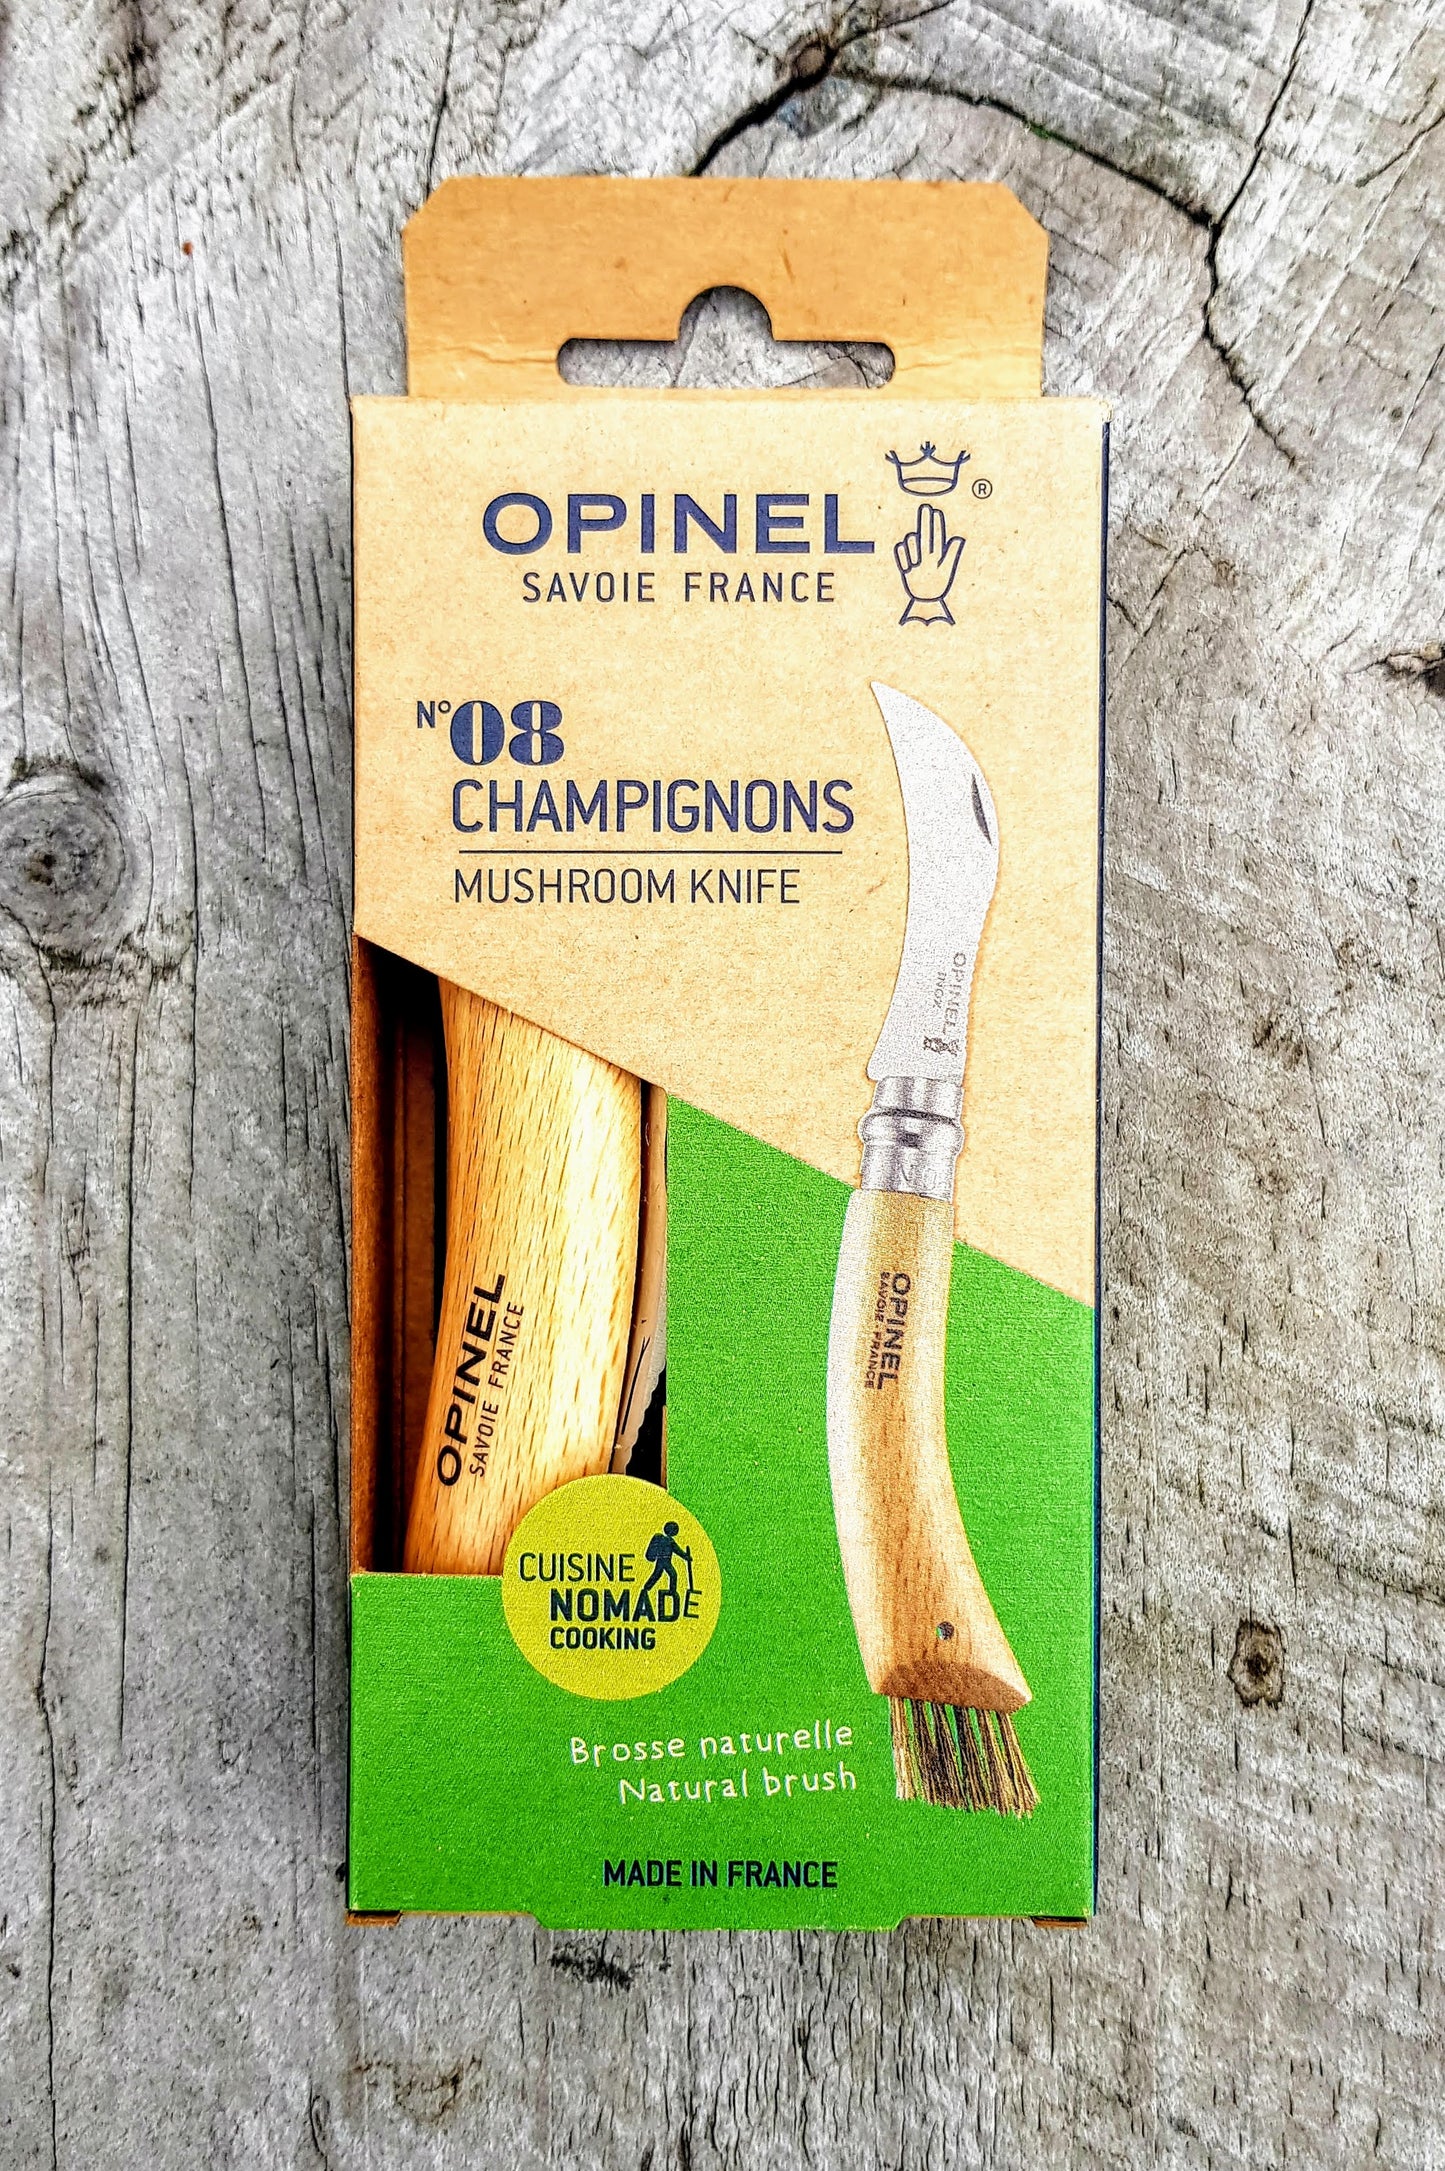 OPINEL ®
SAVOIE FRANCE
N°08
CHAMPIGNONS
MUSHROOM KNIFE
OPINEL
INOX
OPINEL
SAVOIE FRANCE
OPINEL
SAVOIE FRANCE
CUISINE
NOMADE
COOKING
Brosse naturelle
Natural brush
MADE IN FRANCE